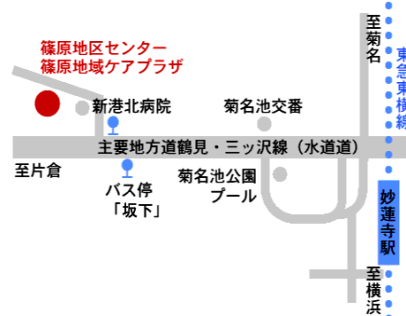 篠原地区センター
篠原地域ケアプラザ
新港北病院
菊名池交番
至菊名
東急東横線
主要地方道鶴見・三ッ沢線（水道道）
至片倉
バス停
「坂下」
菊名池公園
プール
妙蓮寺駅
至横浜